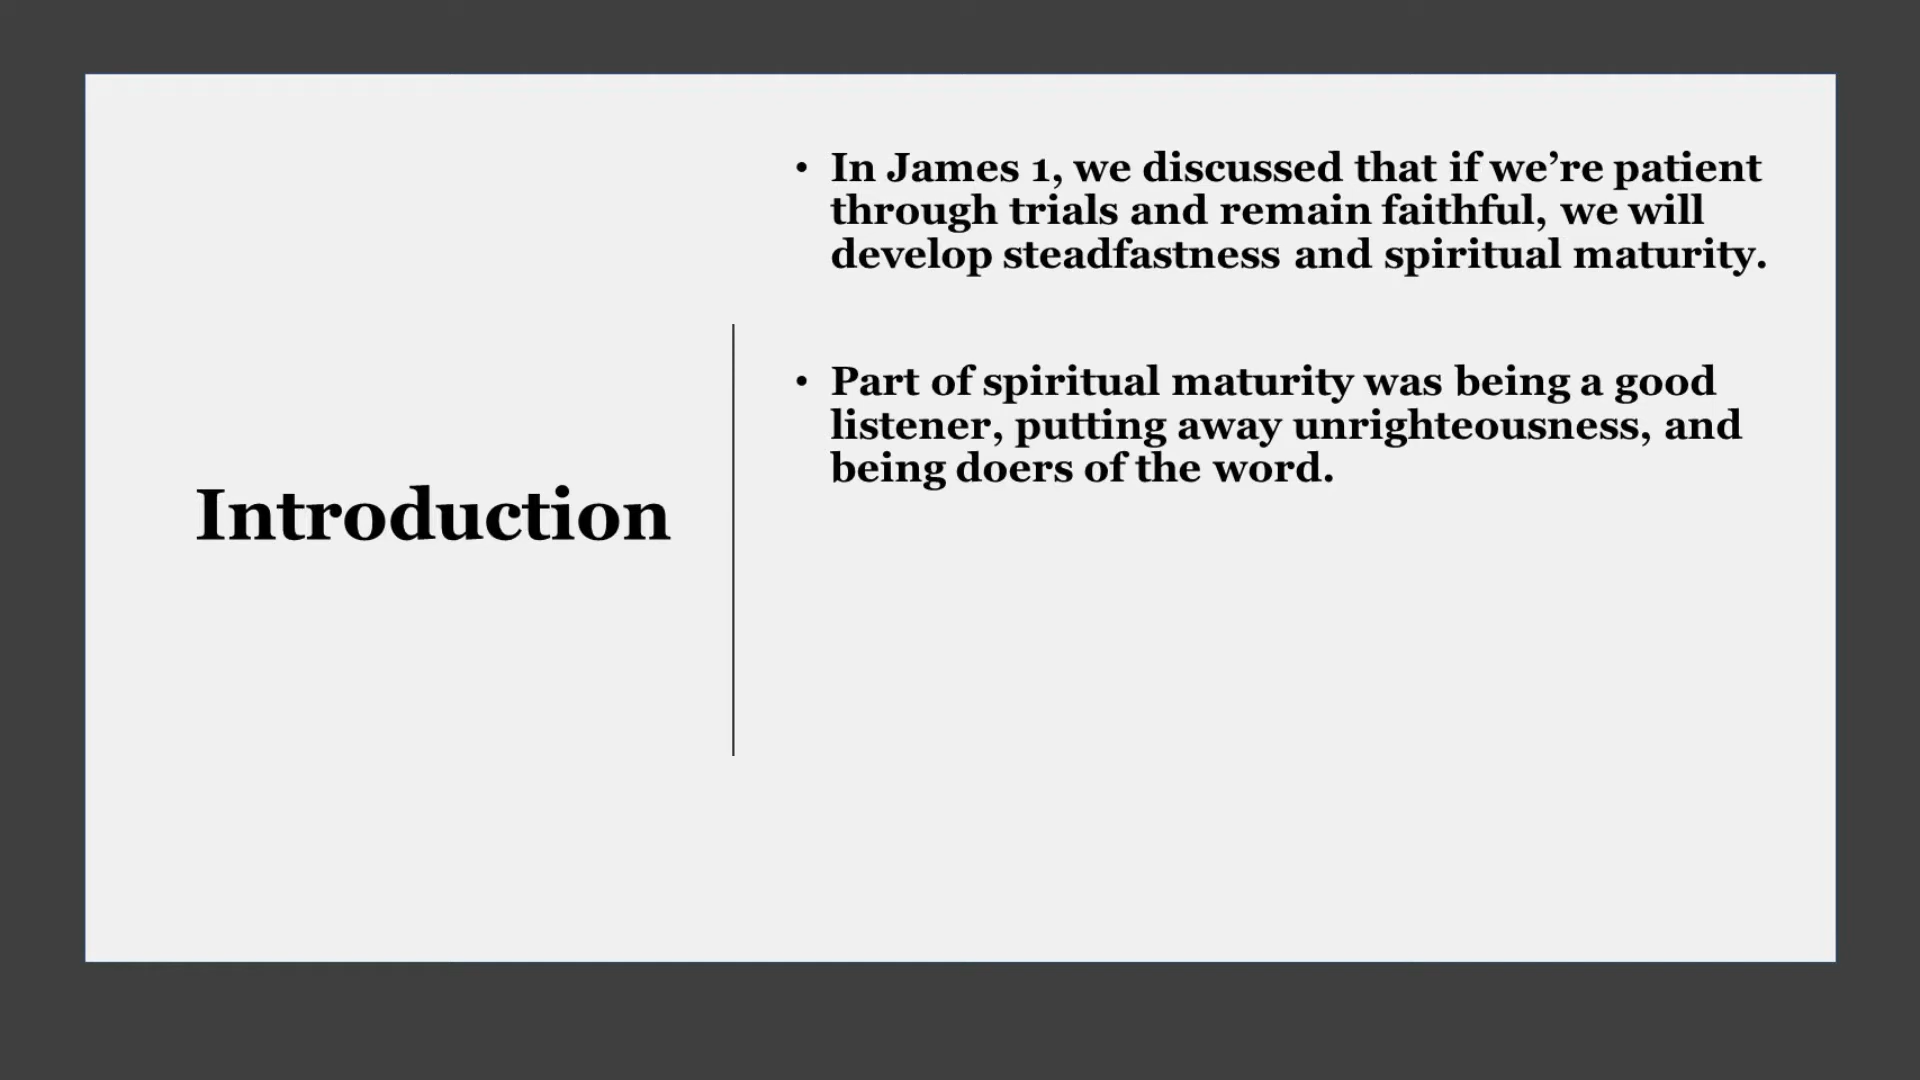 Introduction
• In James 1, we discussed that if we’re patient
through trials and remain faithful, we will
develop steadfastness and spiritual maturity.
• Part of spiritual maturity was being a good
listener, putting away unrighteousness, and
being doers of the word.